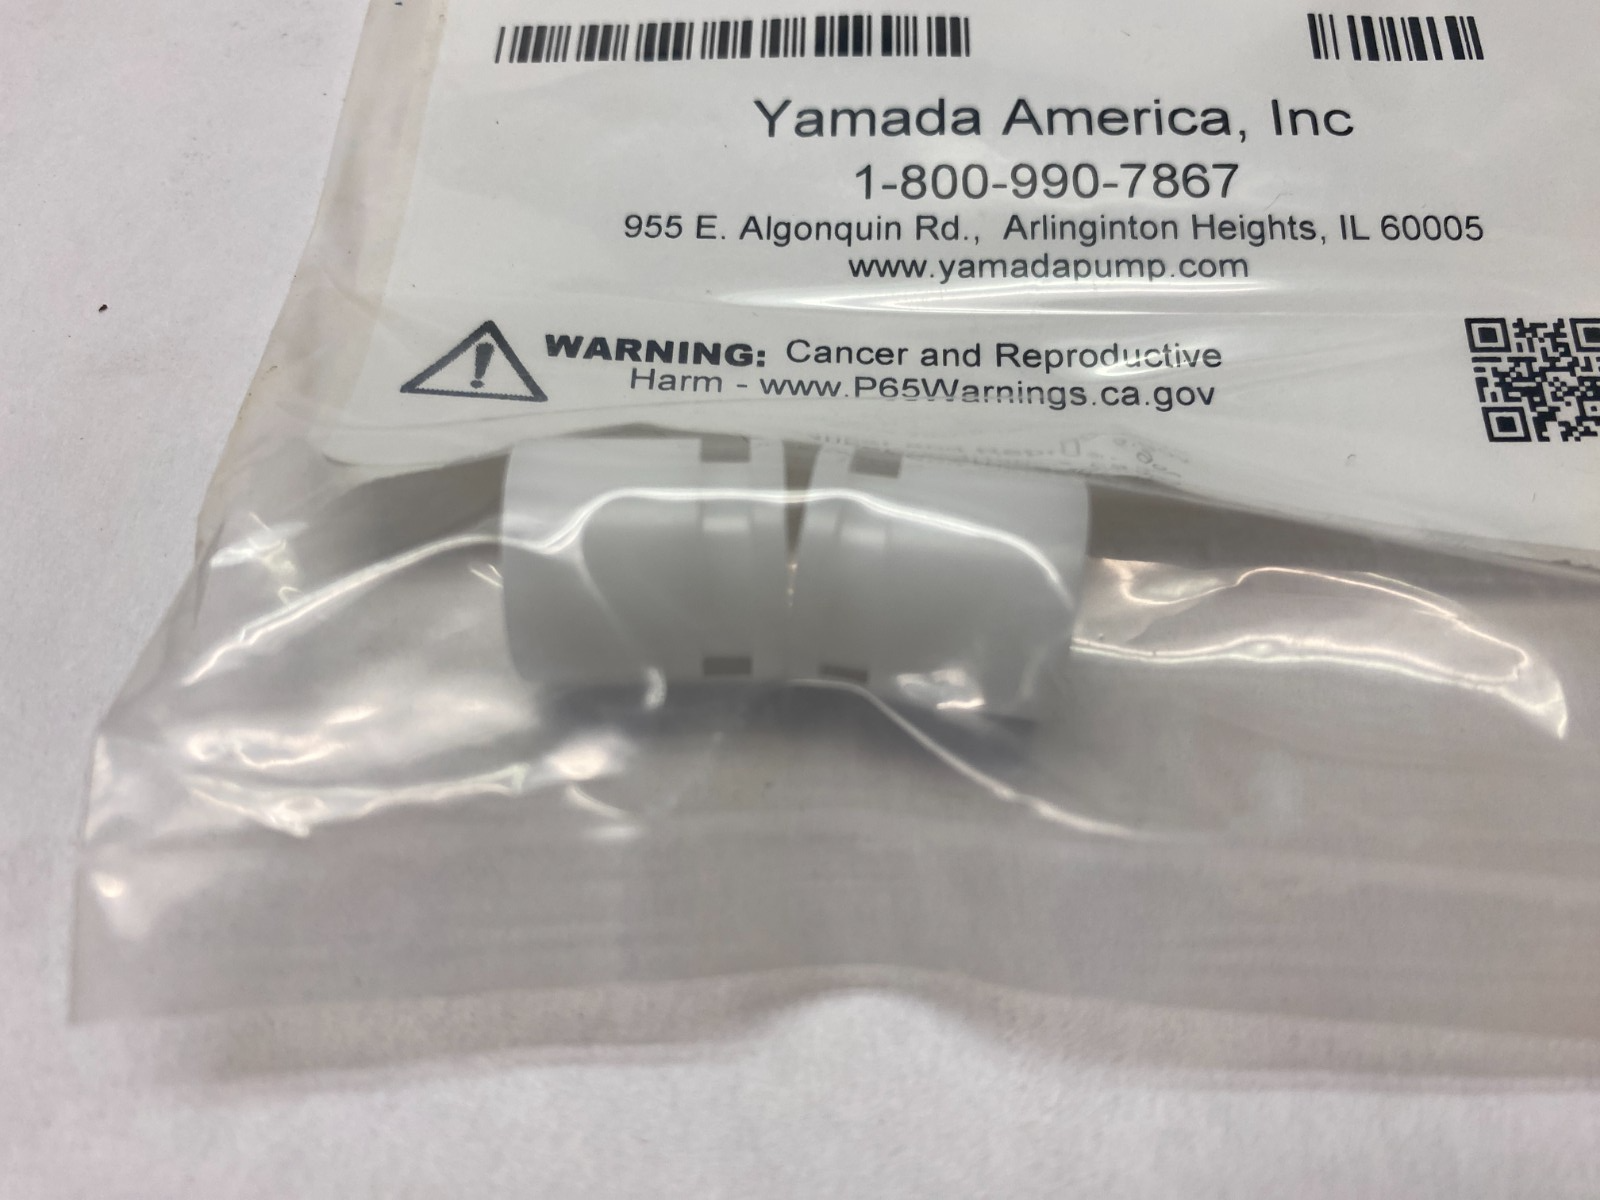 Yamada America, Inc
1-800-990-7867
955 E. Algonquin Rd., Arlinginton Heights, IL 60005
www.yamadapump.com
WARNING: Cancer and Reproductive
Harm - www.P65Warnings.ca.gov